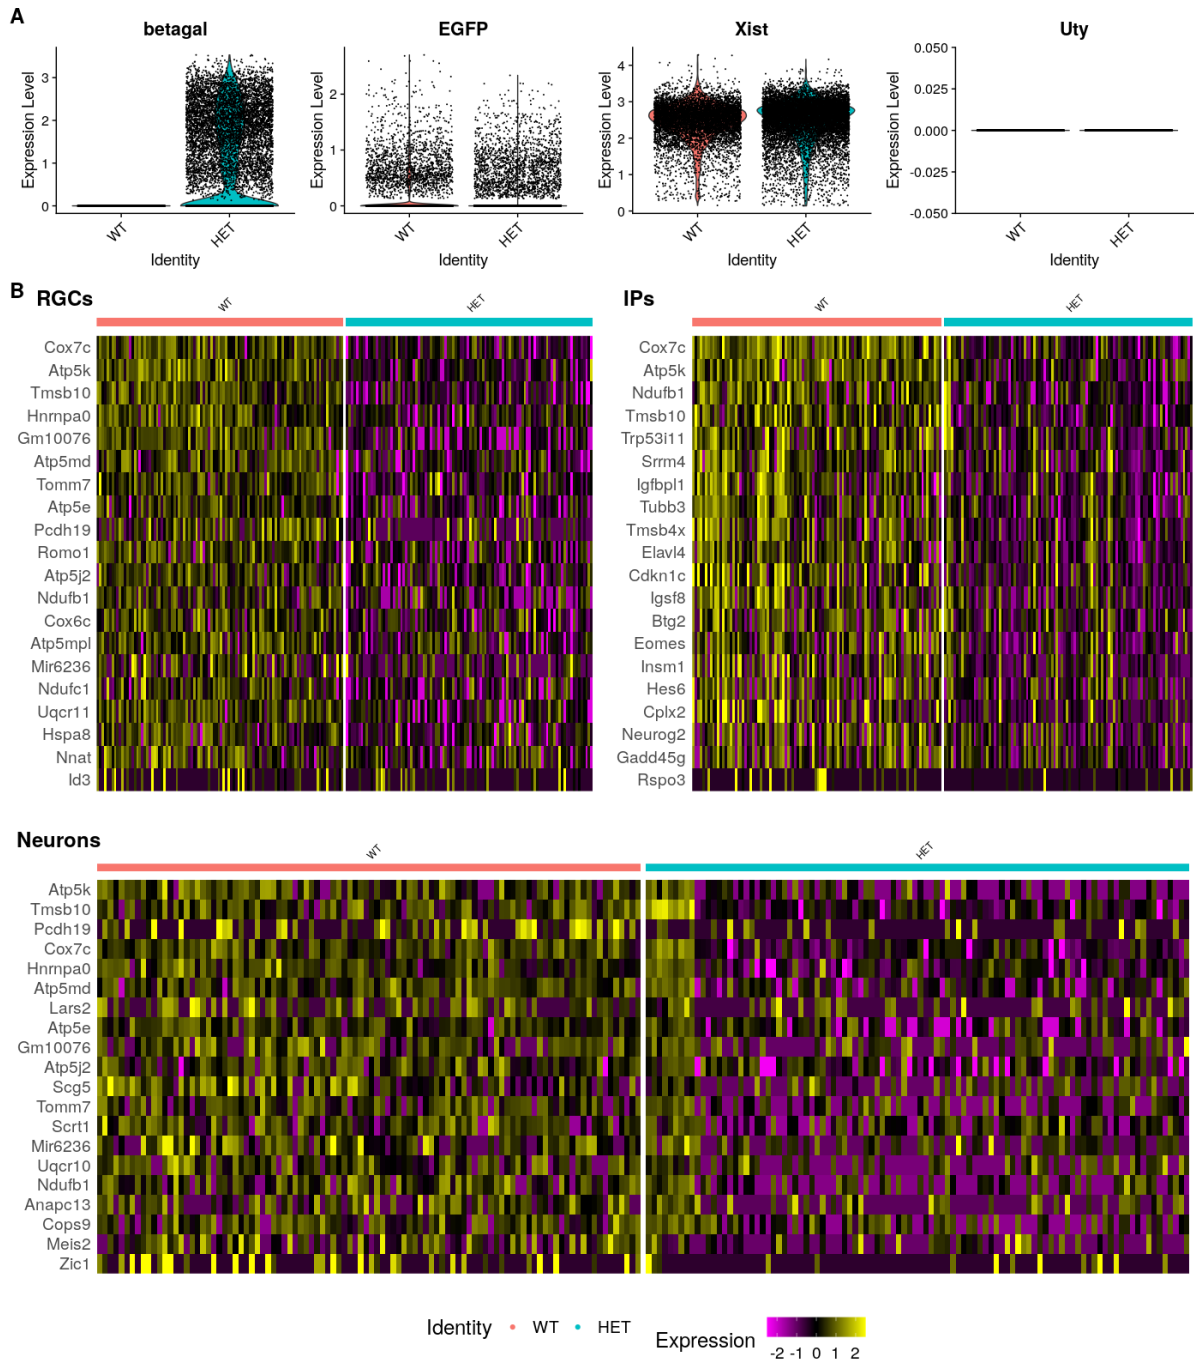 A
betagal
EGFP
Xist
Uty
Expression Level
3
2
1
0
WT
HET
Identity
Expression Level
2
1
0
WT
HET
Identity
Expression Level
4
3
2
1
0
WT
HET
Identity
Expression Level
0.050
0.025
0.000
-0.025
-0.050
WT
HET
Identity
B
RGCs
WT
HET
Cox7c
Atp5k
Tmsb10
Hnrnpa0
Gm10076
Atp5md
Tomm7
Atp5e
Pcdh19
Romo1
Atp5j2
Ndufb1
Cox6c
Atp5mpl
Mir6236
Ndufc1
Uqcr11
Hspa8
Nnat
Id3
IPs
WT
HET
Cox7c
Atp5k
Ndufb1
Tmsb10
Trp53i11
Srrm4
Igfbpl1
Tubb3
Tmsb4x
Elavl4
Cdkn1c
Igsf8
Btg2
Eomes
Insm1
Hes6
Cplx2
Neurog2
Gadd45g
Rspo3
Neurons
WT
HET
Atp5k
Tmsb10
Pcdh19
Cox7c
Hnrnpa0
Atp5md
Lars2
Atp5e
Gm10076
Atp5j2
Scg5
Tomm7
Scrt1
Mir6236
Uqcr10
Ndufb1
Anapc13
Cops9
Meis2
Zic1
Identity WT HET
Expression
-2 -1 0 1 2